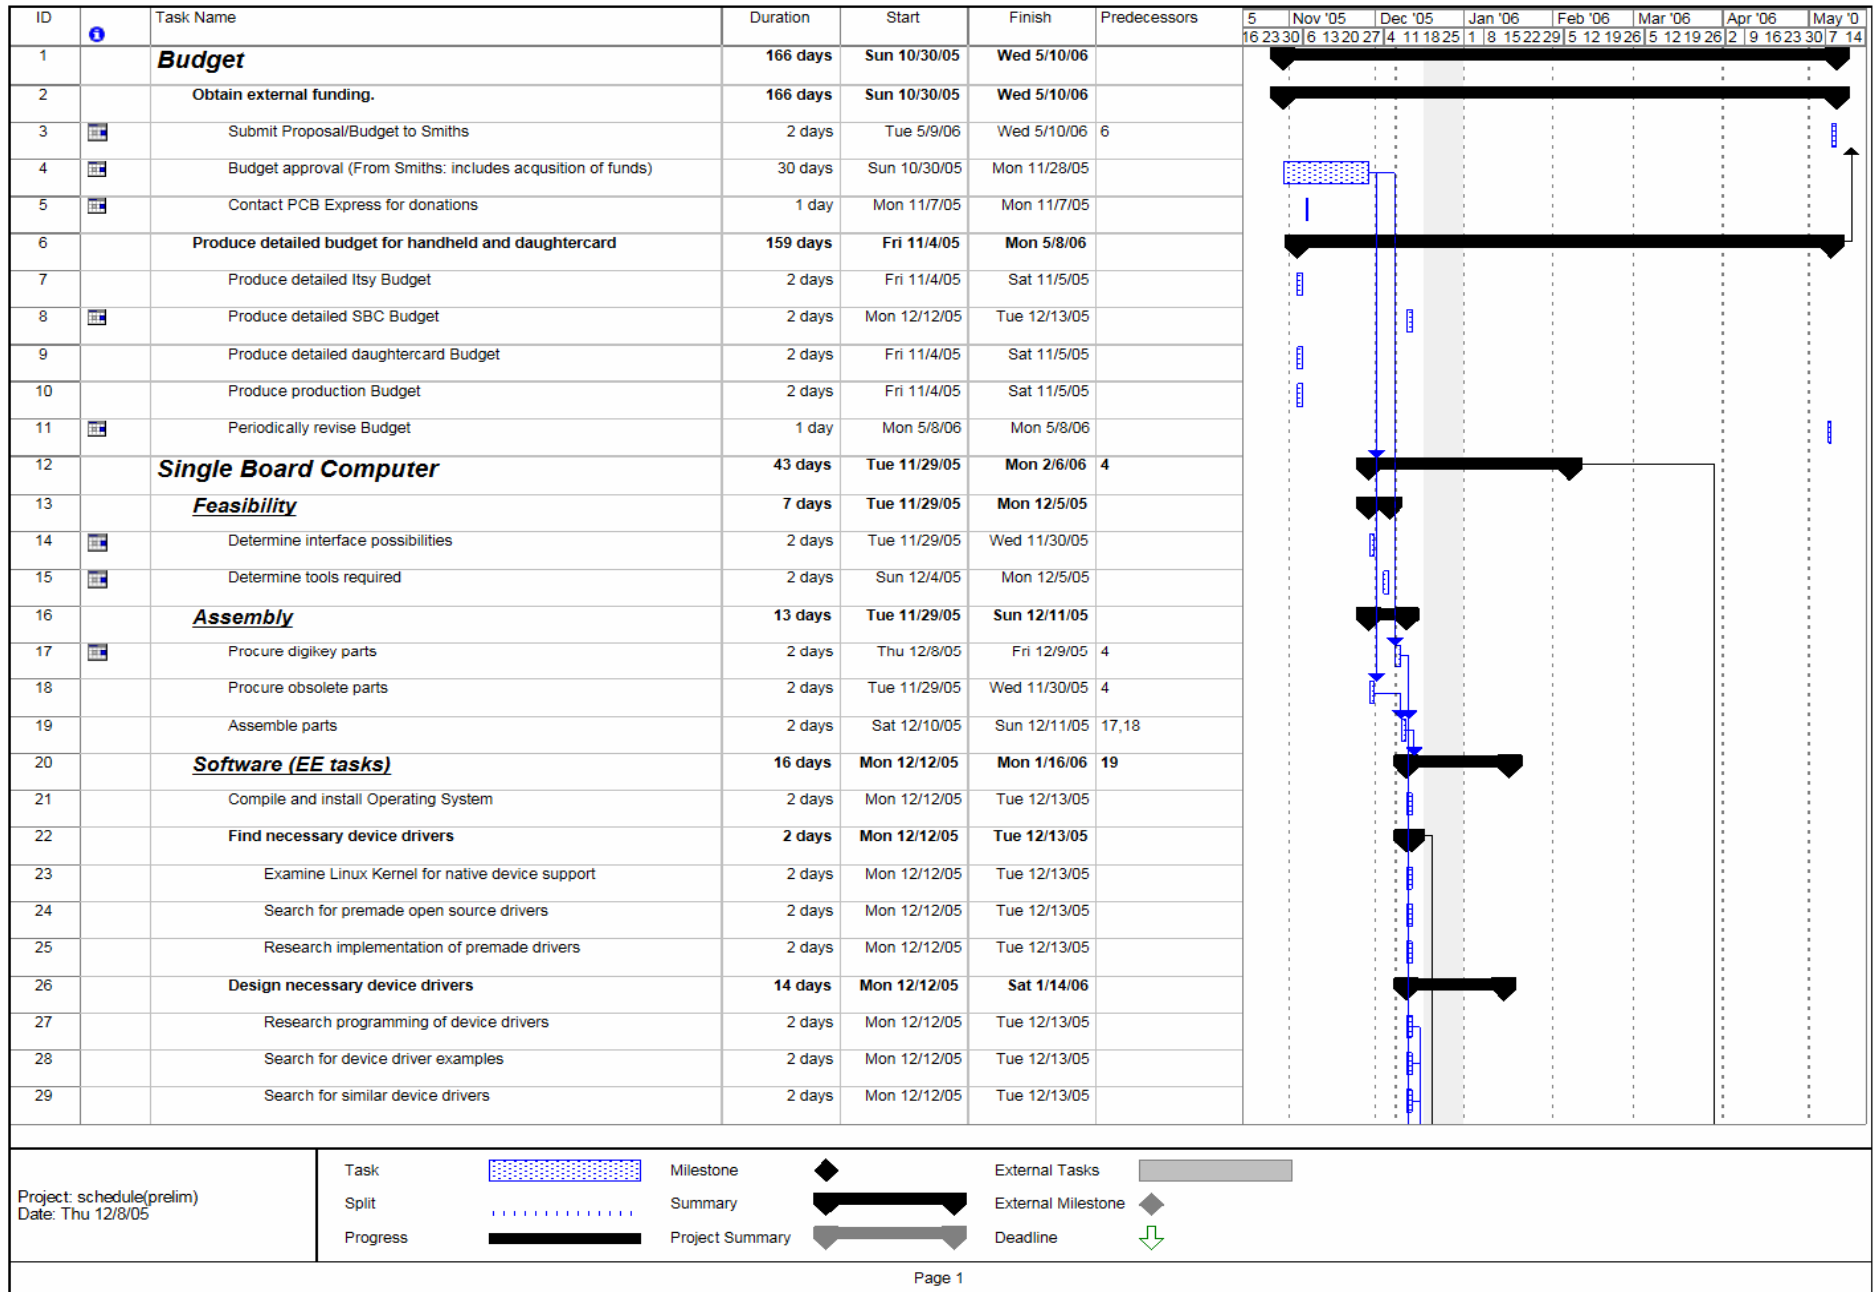 ID Task Name Duration Start Finish Predecessors 5 Nov '05 Dec '05 Jan '06 Feb '06 Mar '06 Apr '06 May '0
16 23 30 6 13 20 27 4 11 18 25 1 8 15 22 29 5 12 19 26 5 12 19 26 2 9 16 23 30 7 14
1 Budget 166 days Sun 10/30/05 Wed 5/10/06
2 Obtain external funding. 166 days Sun 10/30/05 Wed 5/10/06
3 Submit Proposal/Budget to Smiths 2 days Tue 5/9/06 Wed 5/10/06 6
4 Budget approval (From Smiths: includes acqusition of funds) 30 days Sun 10/30/05 Mon 11/28/05
5 Contact PCB Express for donations 1 day Mon 11/7/05 Mon 11/7/05
6 Produce detailed budget for handheld and daughtercard 159 days Fri 11/4/05 Mon 5/8/06
7 Produce detailed Itsy Budget 2 days Fri 11/4/05 Sat 11/5/05
8 Produce detailed SBC Budget 2 days Mon 12/12/05 Tue 12/13/05
9 Produce detailed daughtercard Budget 2 days Fri 11/4/05 Sat 11/5/05
10 Produce production Budget 2 days Fri 11/4/05 Sat 11/5/05
11 Periodically revise Budget 1 day Mon 5/8/06 Mon 5/8/06
12 Single Board Computer 43 days Tue 11/29/05 Mon 2/6/06 4
13 Feasibility 7 days Tue 11/29/05 Mon 12/5/05
14 Determine interface possibilities 2 days Tue 11/29/05 Wed 11/30/05
15 Determine tools required 2 days Sun 12/4/05 Mon 12/5/05
16 Assembly 13 days Tue 11/29/05 Sun 12/11/05
17 Procure digikey parts 2 days Thu 12/8/05 Fri 12/9/05 4
18 Procure obsolete parts 2 days Tue 11/29/05 Wed 11/30/05 4
19 Assemble parts 2 days Sat 12/10/05 Sun 12/11/05 17,18
20 Software (EE tasks) 16 days Mon 12/12/05 Mon 1/16/06 19
21 Compile and install Operating System 2 days Mon 12/12/05 Tue 12/13/05
22 Find necessary device drivers 2 days Mon 12/12/05 Tue 12/13/05
23 Examine Linux Kernel for native device support 2 days Mon 12/12/05 Tue 12/13/05
24 Search for premade open source drivers 2 days Mon 12/12/05 Tue 12/13/05
25 Research implementation of premade drivers 2 days Mon 12/12/05 Tue 12/13/05
26 Design necessary device drivers 14 days Mon 12/12/05 Sat 1/14/06
27 Research programming of device drivers 2 days Mon 12/12/05 Tue 12/13/05
28 Search for device driver examples 2 days Mon 12/12/05 Tue 12/13/05
29 Search for similar device drivers 2 days Mon 12/12/05 Tue 12/13/05
Project: schedule(prelim)
Date: Thu 12/8/05
Task Milestone External Tasks
Split Summary External Milestone
Progress Project Summary Deadline
Page 1